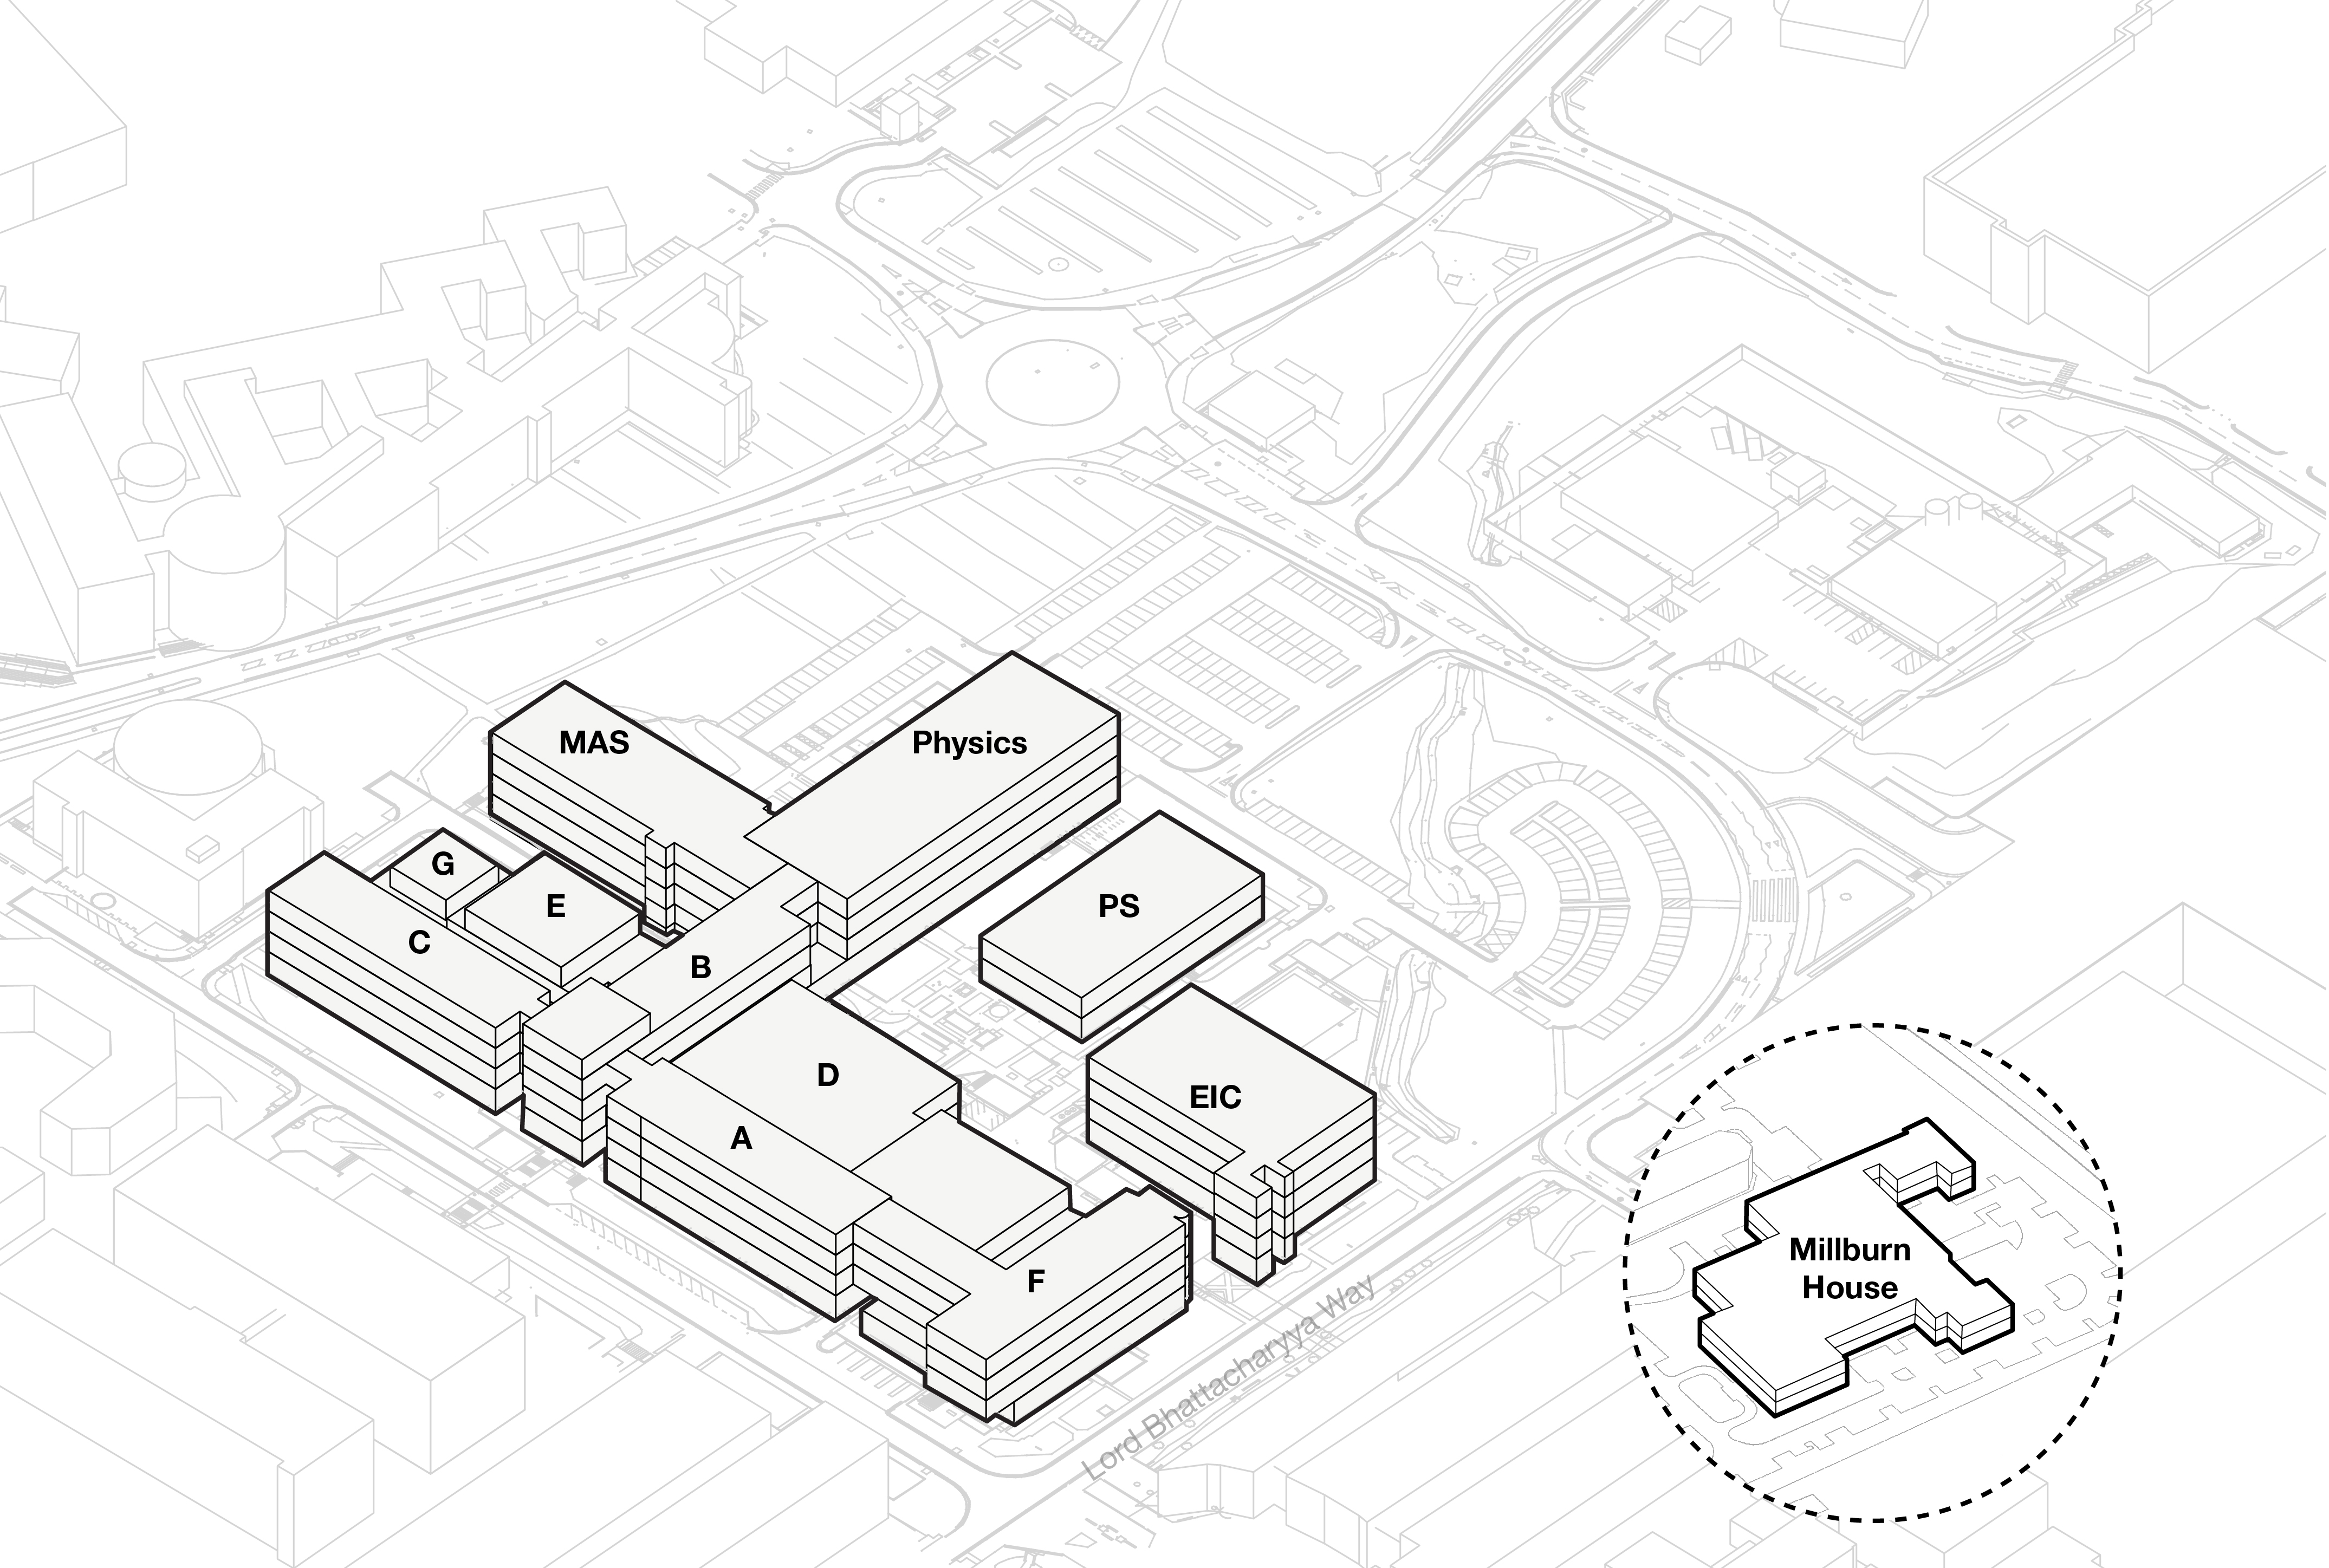 MAS
Physics
G
E
PS
C
B
D
EIC
A
F
Millburn
House
Lord Bhattacharyya Way